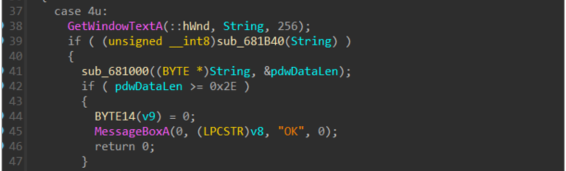 37 case 4u:
38 GetWindowTextA(::hWnd, String, 256);
39 if ( (unsigned __int8)sub_681B40(String) )
40 {
41 sub_681000((BYTE *)String, &pdwDataLen);
42 if ( pdwDataLen >= 0x2E )
43 {
44 BYTE14(v9) = 0;
45 MessageBoxA(0, (LPCSTR)v8, "OK", 0);
46 return 0;
47 }